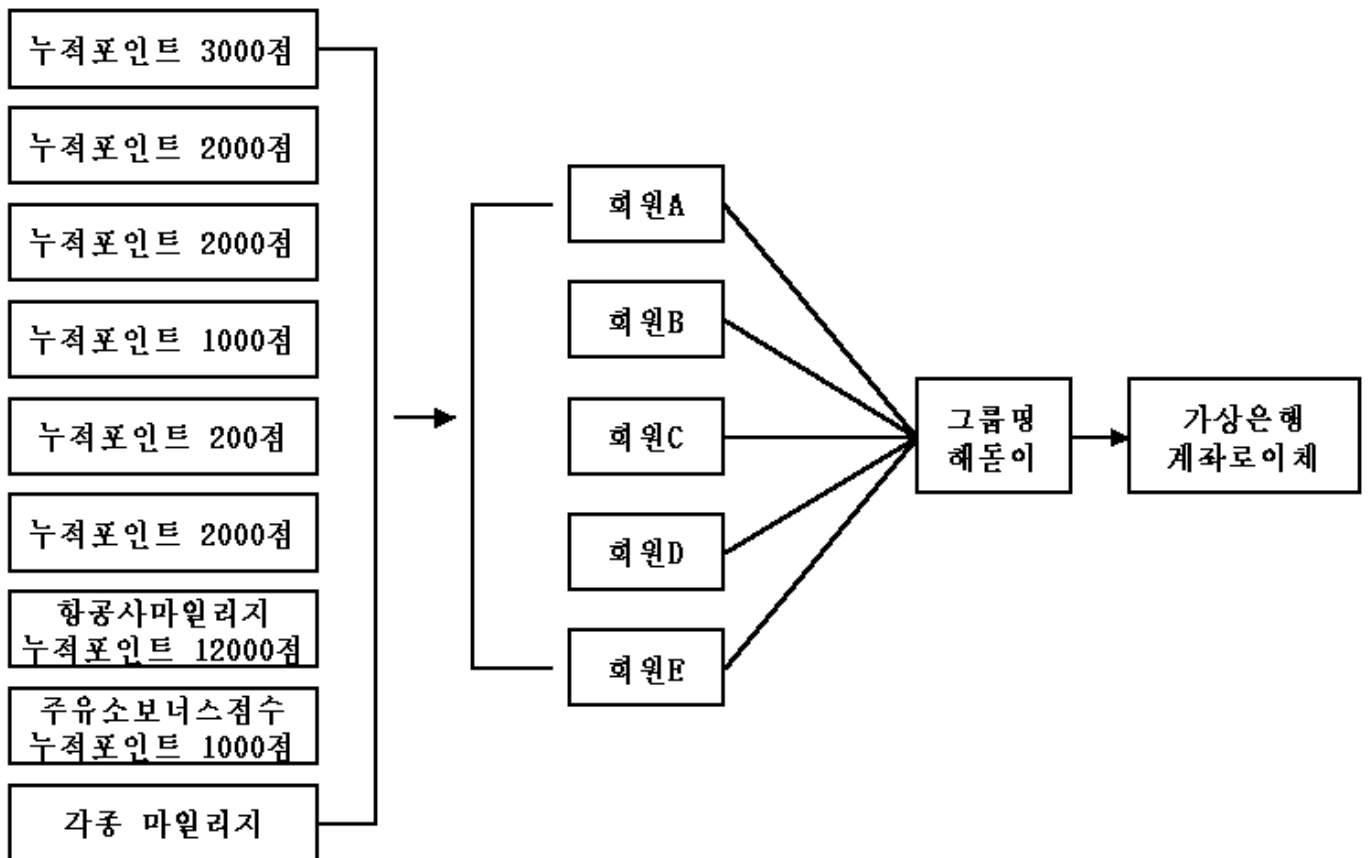 누적포인트 3000점
누적포인트 2000점
누적포인트 2000점
누적포인트 1000점
누적포인트 200점
누적포인트 2000점
항공사마일리지
누적포인트 12000점
주유소보너스점수
누적포인트 1000점
각종 마일리지
회원A
회원B
회원C
회원D
회원E
그룹명
해돋이
가상은행
계좌로이체